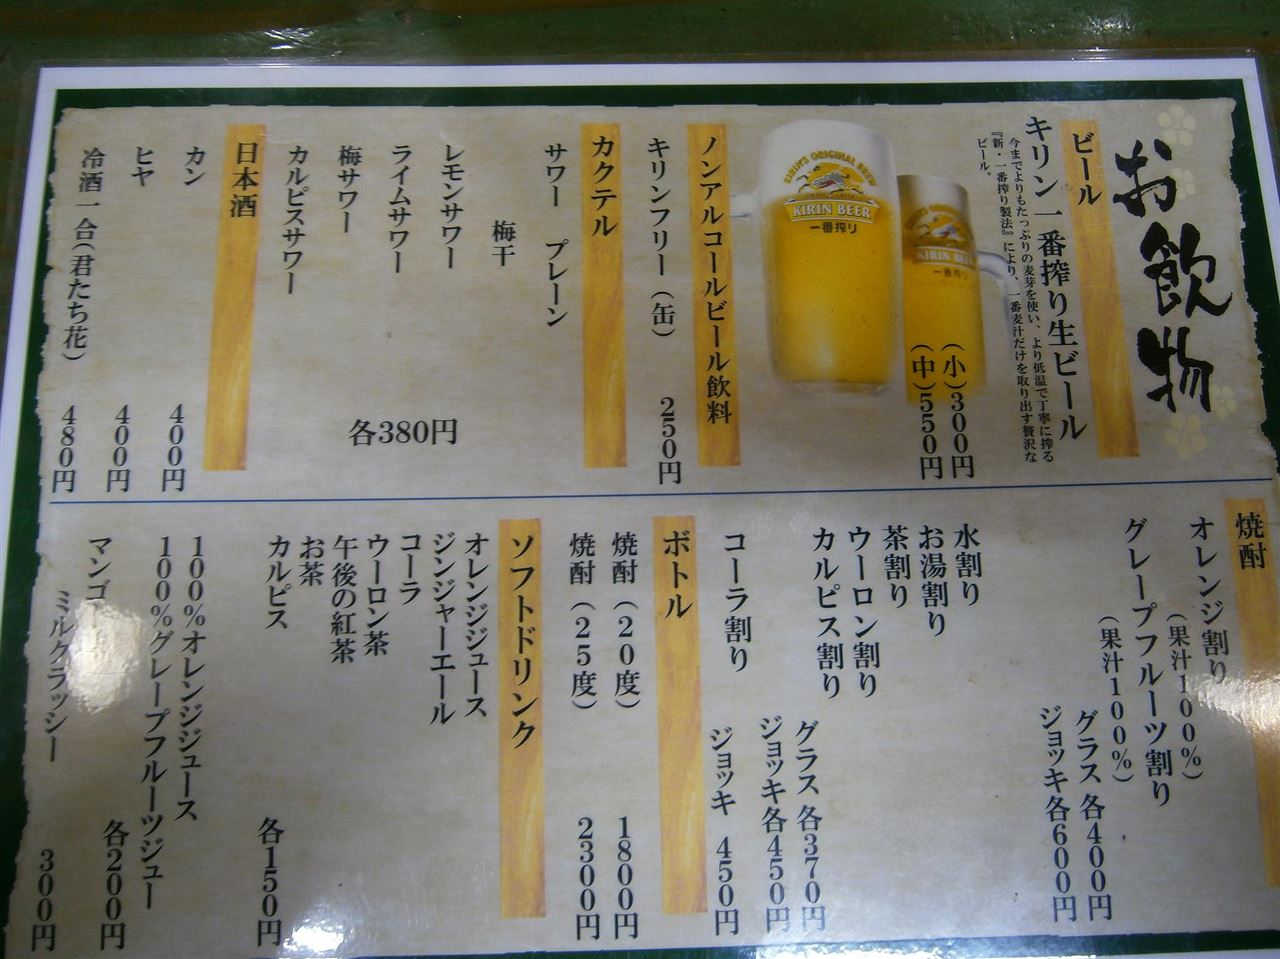 お飲物
ビール
キリン一番搾り生ビール
今までよりもたっぷりの麦芽を使い、より低温で丁寧に搾る
『新・一番搾り製法』により、一番麦汁だけを取り出す贅沢な
ビール。
(小)300円
(中)550円
KIRIN'S ORIGINAL BREW
KIRIN BEER
一番搾り
KIRIN BEER
一番搾り
ノンアルコールビール飲料
キリンフリー(缶) 250円
カクテル
サワー プレーン
梅干
レモンサワー
ライムサワー
梅サワー
カルピスサワー
各380円
日本酒
カン 400円
ヒヤ 400円
冷酒一合(君たち花) 480円
焼酎
オレンジ割り
(果汁100%)
グレープフルーツ割り
(果汁100%)
グラス 各400円
ジョッキ各600円
水割り
お湯割り
茶割り
ウーロン割り
カルピス割り
グラス 各370円
ジョッキ各450円
コーラ割り
ジョッキ 450円
ボトル
焼酎(20度) 1800円
焼酎(25度) 2300円
ソフトドリンク
オレンジジュース
ジンジャーエール
コーラ
ウーロン茶
午後の紅茶
お茶
カルピス
各150円
100%オレンジジュース
100%グレープフルーツジュー
各200円
マンゴ
ミルクラッシー 300円